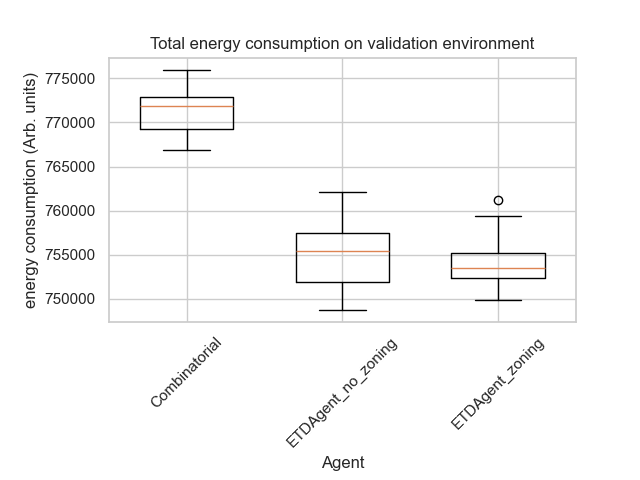 Total energy consumption on validation environment
energy consumption (Arb. units)
775000
770000
765000
760000
755000
750000
Combinatorial
ETDAgent_no_zoning
ETDAgent_zoning
Agent